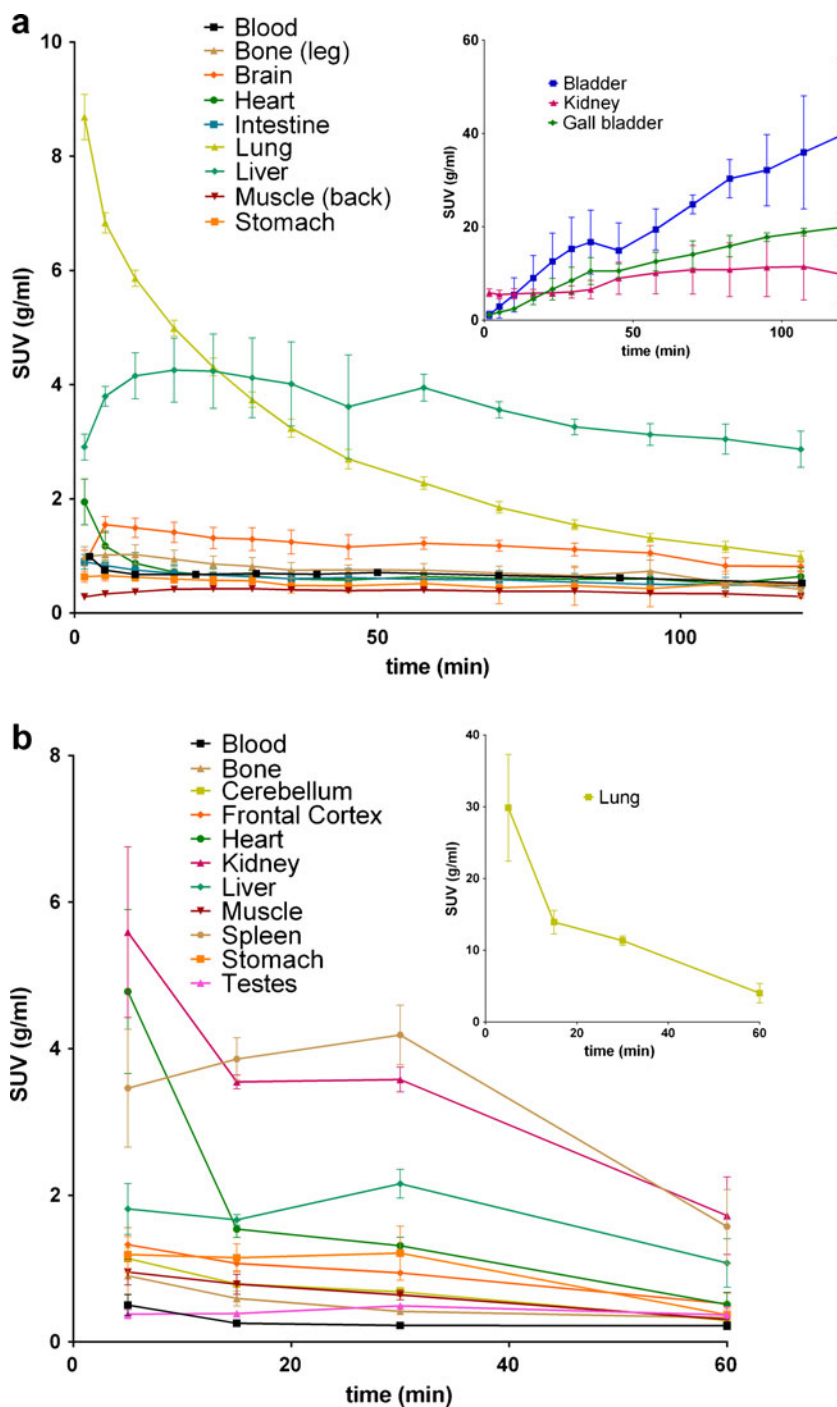 a
10
8
6
4
2
0
SUV (g/ml)
Blood
Bone (leg)
Brain
Heart
Intestine
Lung
Liver
Muscle (back)
Stomach
0
50
100
time (min)
60
40
20
0
SUV (g/ml)
Bladder
Kidney
Gall bladder
0
50
100
time (min)
b
8
6
4
2
0
SUV (g/ml)
Blood
Bone
Cerebellum
Frontal Cortex
Heart
Kidney
Liver
Muscle
Spleen
Stomach
Testes
0
20
40
60
time (min)
40
30
20
10
0
SUV (g/ml)
Lung
0
20
40
60
time (min)